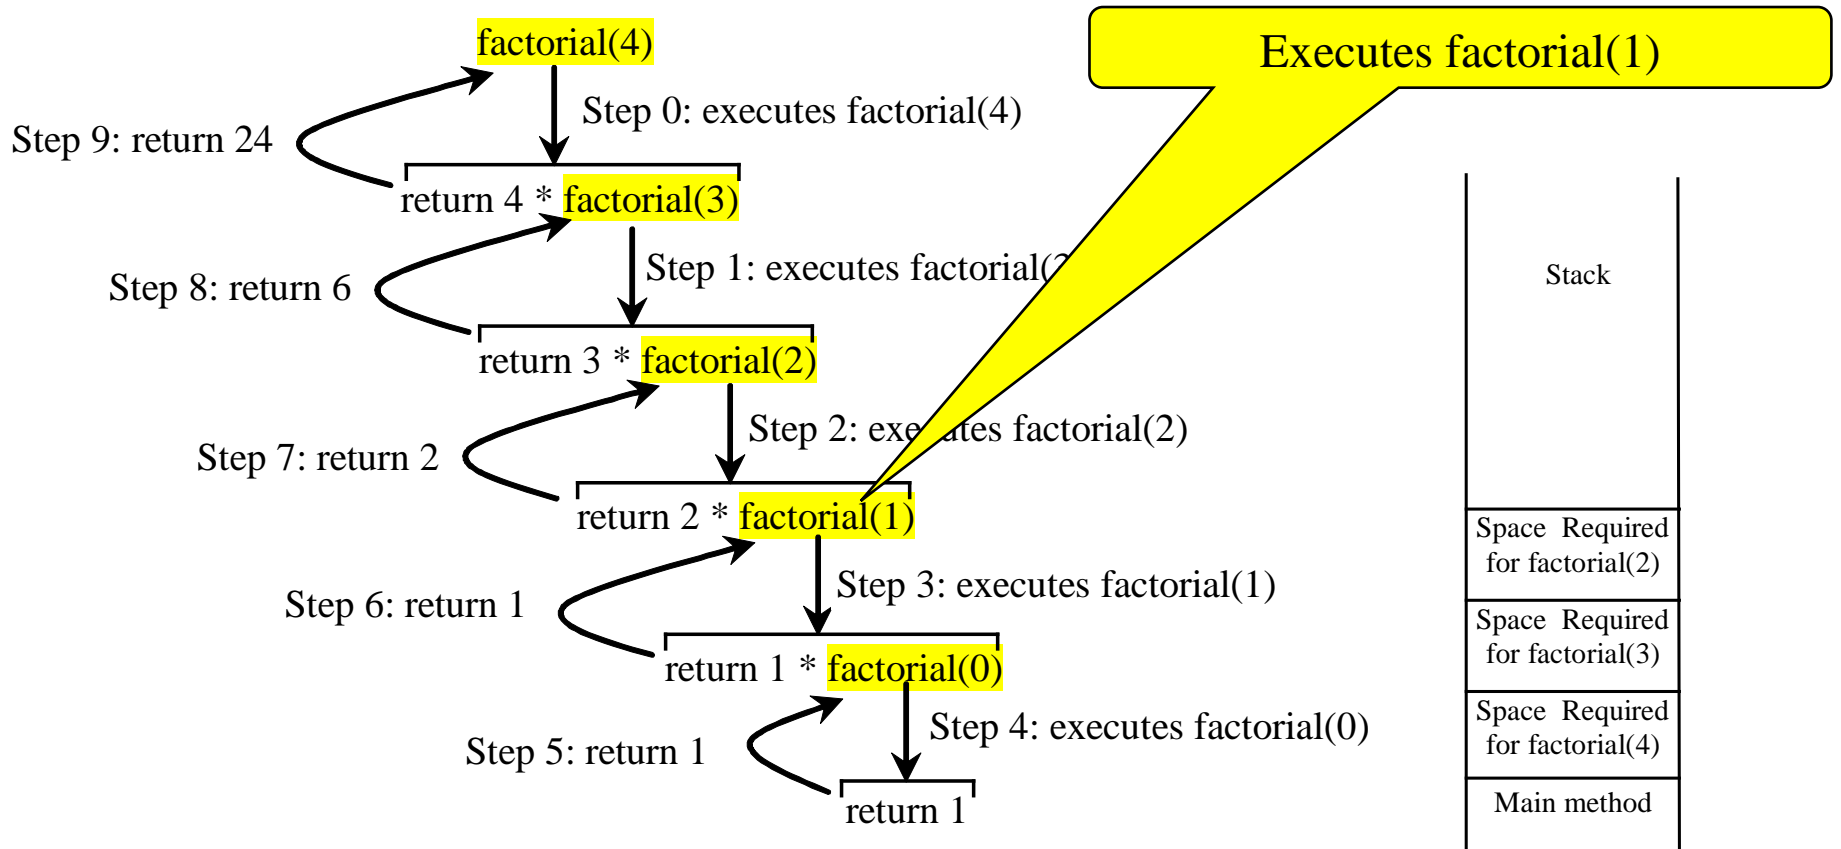 factorial(4)
Executes factorial(1)
Step 0: executes factorial(4)
Step 9: return 24
return 4 * factorial(3)
Step 1: executes
Step 8: return 6
Stack
return 3 * factorial(2)
Step 2: executes factorial(2)
Step 7: return 2
return 2 * factorial(1)
Space Required
for factorial(2)
Step 3: executes factorial(1)
Step 6: return 1
Space Required
for factorial(3)
return 1 * factorial(0)
Step 4: executes factorial(0)
Step 5: return 1
Space Required
for factorial(4)
return 1
Main method